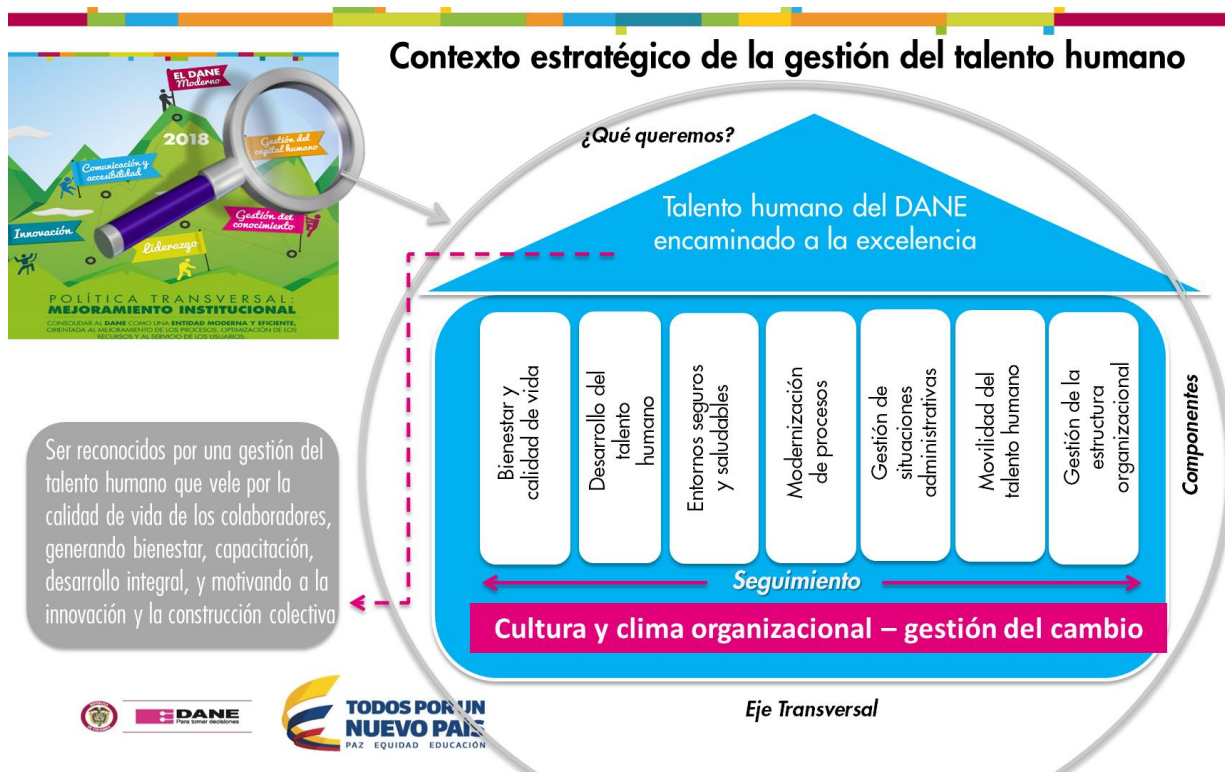 Contexto estratégico de la gestión del talento humano
EL DANE
Moderno
2018
Gestión del
capital humano
Comunicación y
accesibilidad
Gestión del
conocimiento
Innovación
Liderazgo
POLÍTICA TRANSVERSAL:
MEJORAMIENTO INSTITUCIONAL
CONSOLIDAR AL DANE COMO UNA ENTIDAD MODERNA Y EFICIENTE,
ORIENTADA AL MEJORAMIENTO DE LOS PROCESOS, OPTIMIZACIÓN DE LOS
RECURSOS Y AL SERVICIO DE LOS USUARIOS.
¿Qué queremos?
Talento humano del DANE
encaminado a la excelencia
Bienestar y
calidad de vida
Desarrollo del
talento
humano
Entornos seguros
y saludables
Modernización
de procesos
Gestión de
situaciones
administrativas
Movilidad del
talento humano
Gestión de la
estructura
organizacional
Componentes
Seguimiento
Cultura y clima organizacional – gestión del cambio
Eje Transversal
Ser reconocidos por una gestión del
talento humano que vele por la
calidad de vida de los colaboradores,
generando bienestar, capacitación,
desarrollo integral, y motivando a la
innovación y la construcción colectiva
DANE
Para tomar decisiones
TODOS POR UN
NUEVO PAÍS
PAZ EQUIDAD EDUCACIÓN